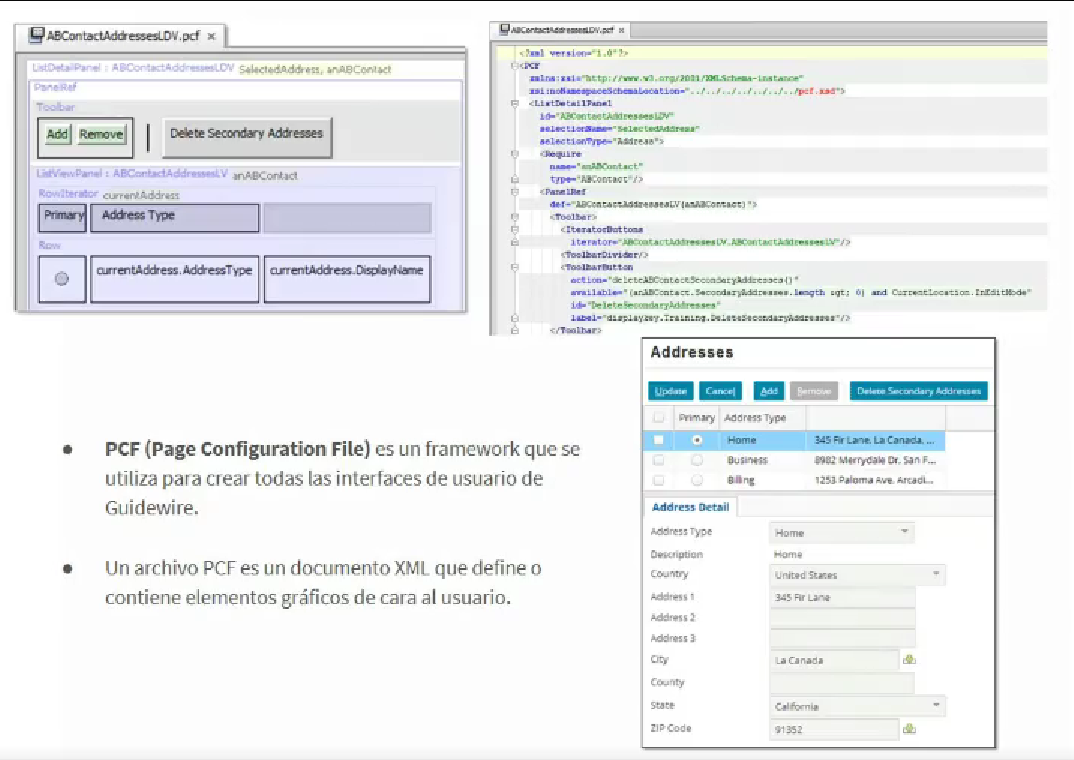 ABContactAddressesLDV.pcf ×
ListDetailPanel : ABContactAddressesLDV SelectedAddress, anABContact
PanelRef
Toolbar
Add Remove Delete Secondary Addresses
ListViewPanel : ABContactAddressesLV anABContact
RowIterator currentAddress
Primary Address Type
Row
currentAddress.AddressType currentAddress.DisplayName
ABContactAddressesLDV.pcf ×
<?xml version="1.0"?>
<PCF
xmlns:xsi="http://www.w3.org/2001/XMLSchema-instance"
xsi:noNamespaceSchemaLocation="../../../../../../pcf.xsd">
<ListDetailPanel
id="ABContactAddressesLDV"
selectionName="SelectedAddress"
selectionType="Address">
<Require
name="anABContact"
type="ABContact"/>
<PanelRef
def="ABContactAddressesLV(anABContact)">
<Toolbar>
<IteratorButtons
iterator="ABContactAddressesLV.ABContactAddressesLV"/>
<ToolbarDivider/>
<ToolbarButton
action="deleteABContactSecondaryAddresses()"
available="(anABContact.SecondaryAddresses.length &gt; 0) and CurrentLocation.InEditMode"
id="DeleteSecondaryAddresses"
label="displaykey.Training.DeleteSecondaryAddresses"/>
</Toolbar>
• PCF (Page Configuration File) es un framework que se
utiliza para crear todas las interfaces de usuario de
Guidewire.
• Un archivo PCF es un documento XML que define o
contiene elementos gráficos de cara al usuario.
Addresses
Update Cancel Add Remove Delete Secondary Addresses
Primary Address Type
Home 345 Fir Lane, La Canada, ...
Business 8982 Merrydale Dr, San F...
Billing 1253 Paloma Ave, Arcadi...
Address Detail
Address Type Home
Description Home
Country United States
Address 1 345 Fir Lane
Address 2
Address 3
City La Canada
County
State California
ZIP Code 91352